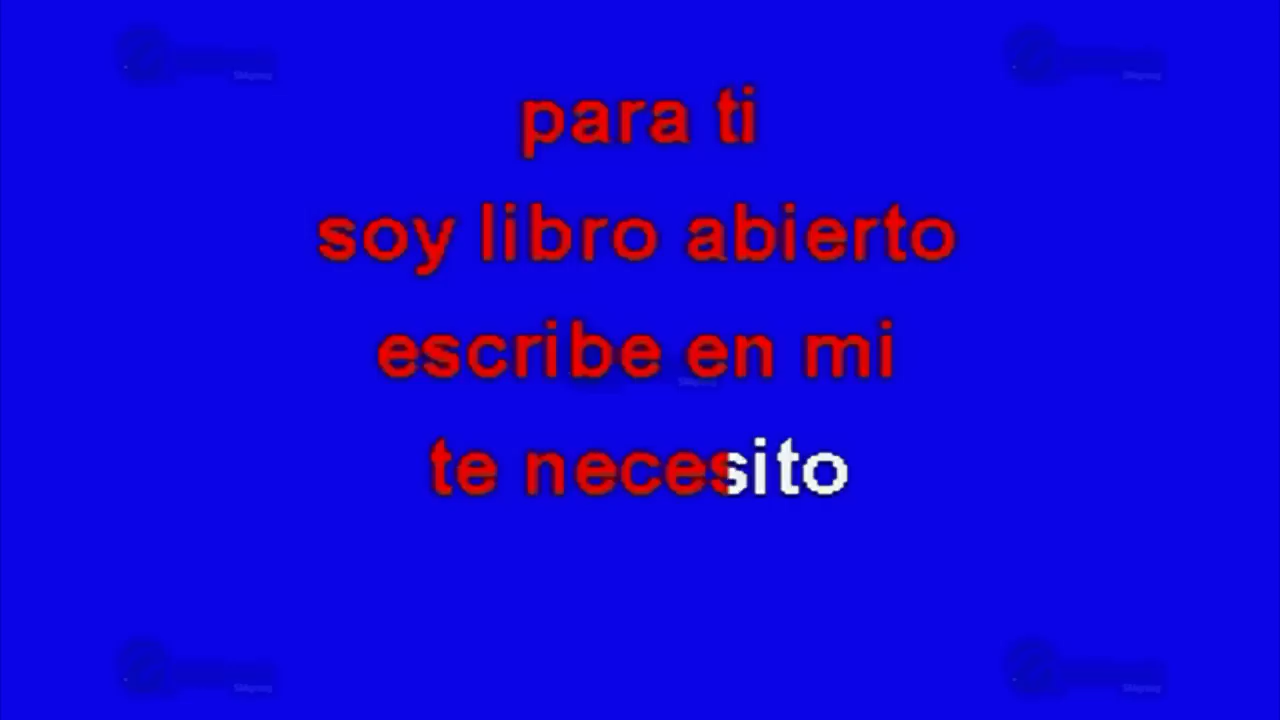 para ti
soy libro abierto
escribe en mi
te necesito